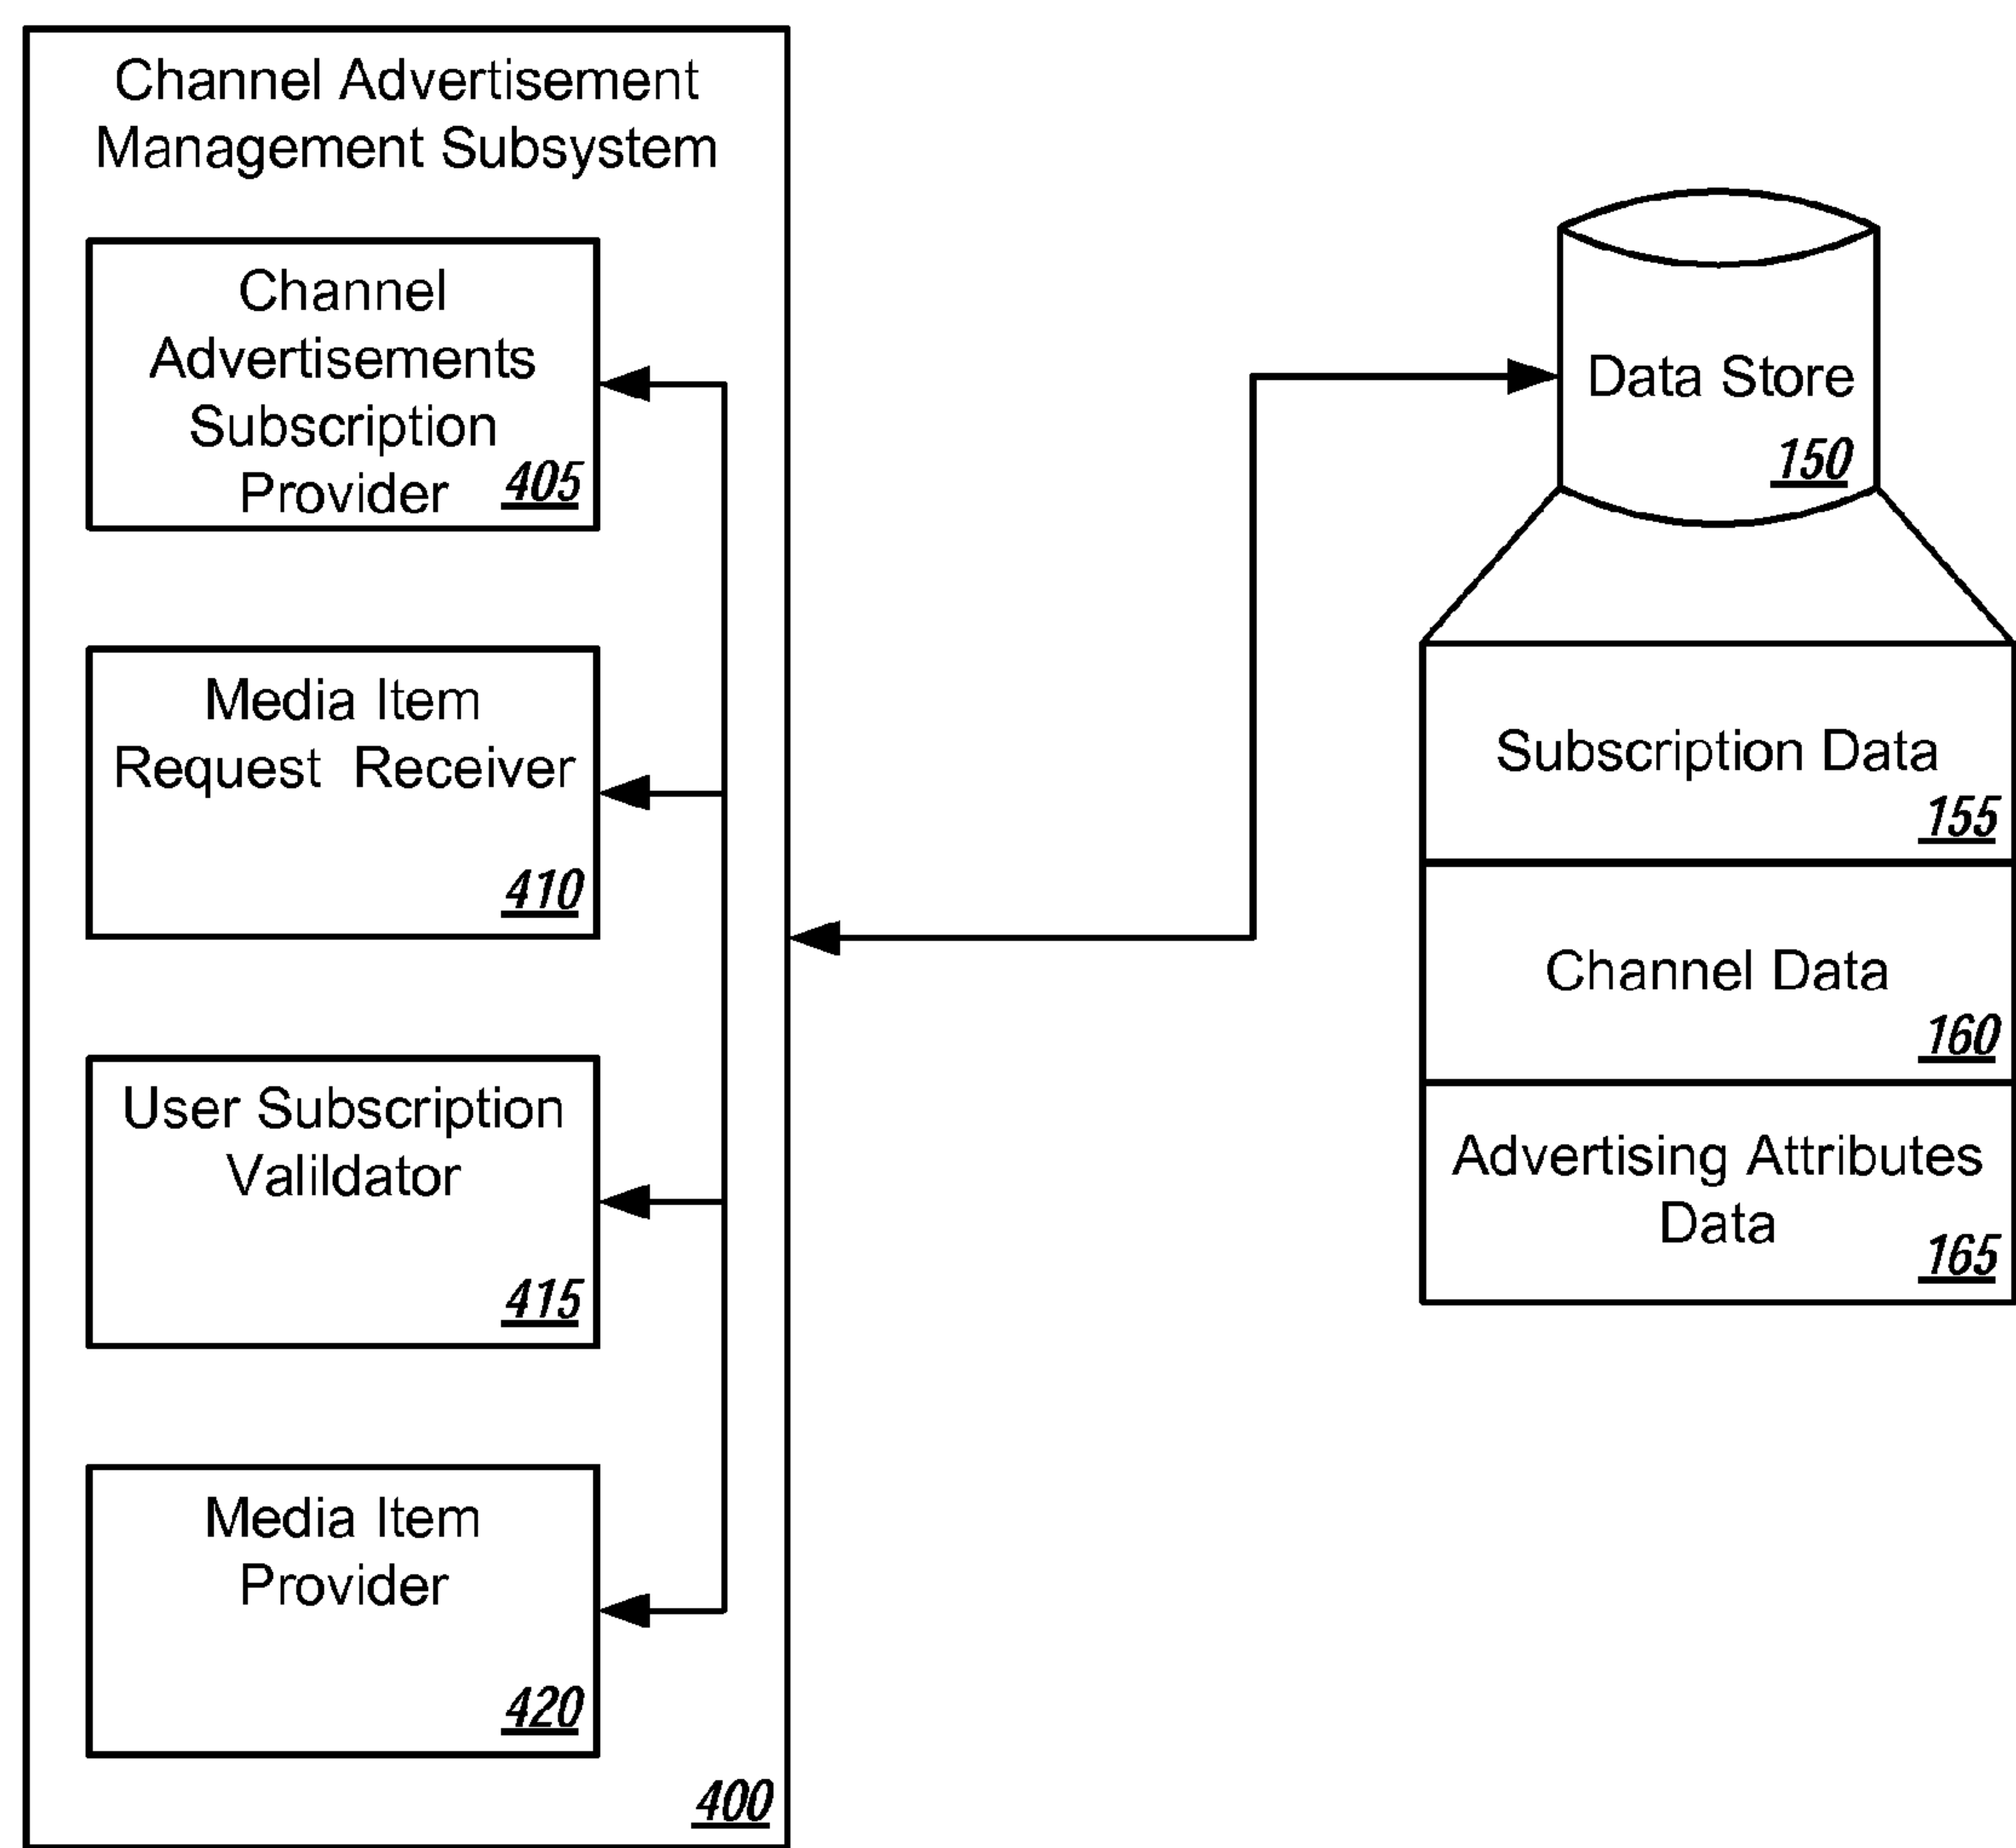 Channel Advertisement
Management Subsystem
Channel
Advertisements
Subscription
Provider
405
Media Item
Request Receiver
410
User Subscription
Valildator
415
Media Item
Provider
420
400
Data Store
150
Subscription Data
155
Channel Data
160
Advertising Attributes
Data
165